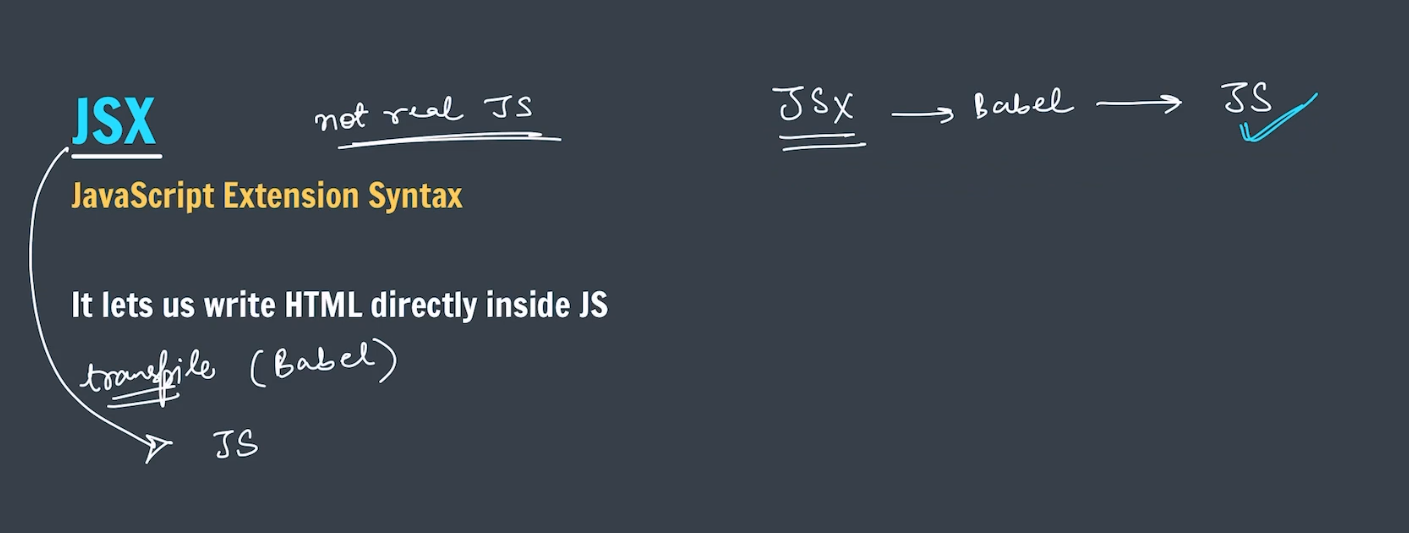 JSX
not real JS
JSX → Babel → JS
JavaScript Extension Syntax
It lets us write HTML directly inside JS
transpile (Babel)
JS